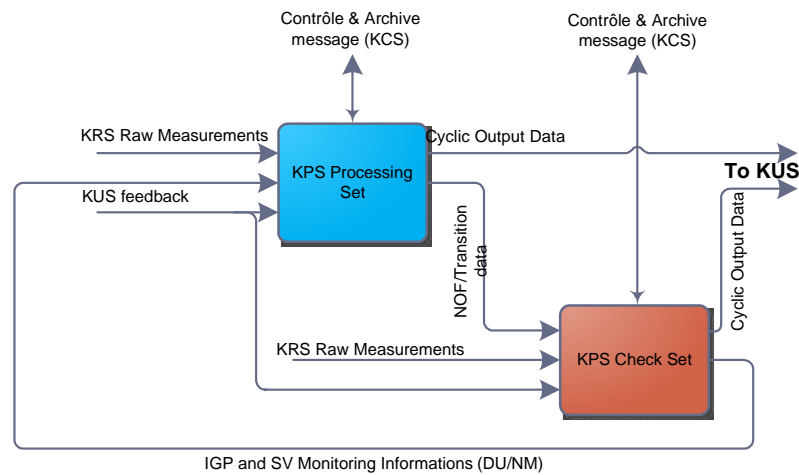 Contrôle & Archive
message (KCS)
Contrôle & Archive
message (KCS)
KRS Raw Measurements
Cyclic Output Data
KPS Processing
Set
To KUS
KUS feedback
NOF/Transition
data
Cyclic Output Data
KRS Raw Measurements
KPS Check Set
IGP and SV Monitoring Informations (DU/NM)